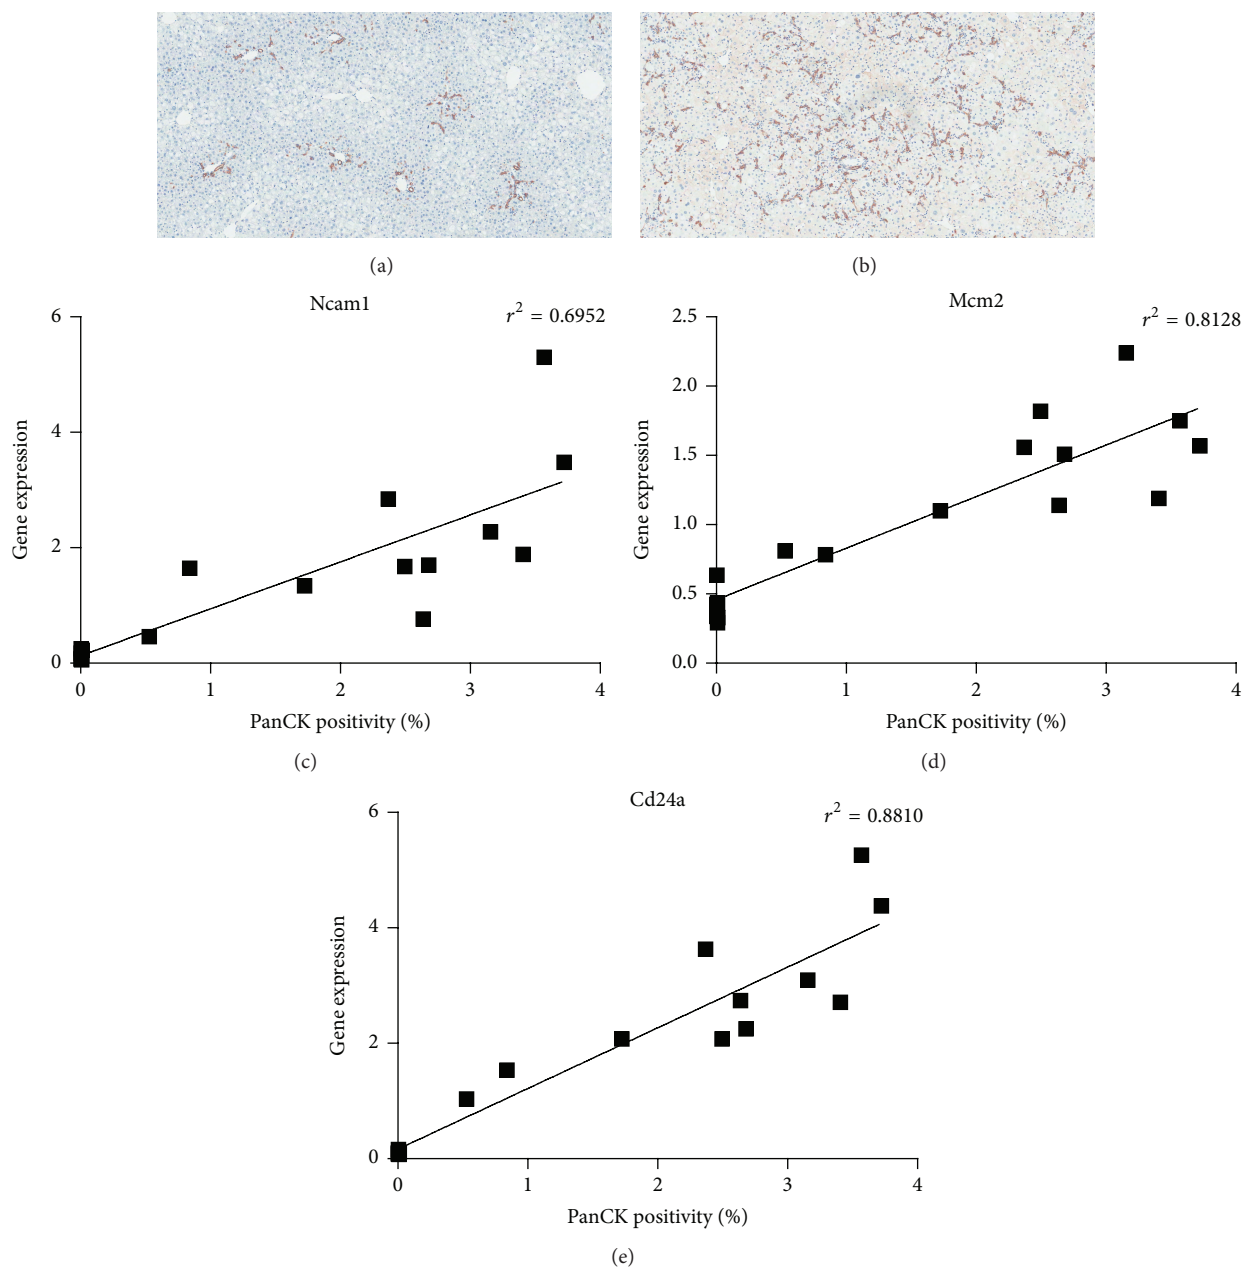 (a)
(b)
Ncam1
r² = 0.6952
6
4
2
0
Gene expression
0 1 2 3 4
PanCK positivity (%)
(c)
Mcm2
r² = 0.8128
2.5
2.0
1.5
1.0
0.5
0.0
Gene expression
0 1 2 3 4
PanCK positivity (%)
(d)
Cd24a
r² = 0.8810
6
4
2
0
Gene expression
0 1 2 3 4
PanCK positivity (%)
(e)